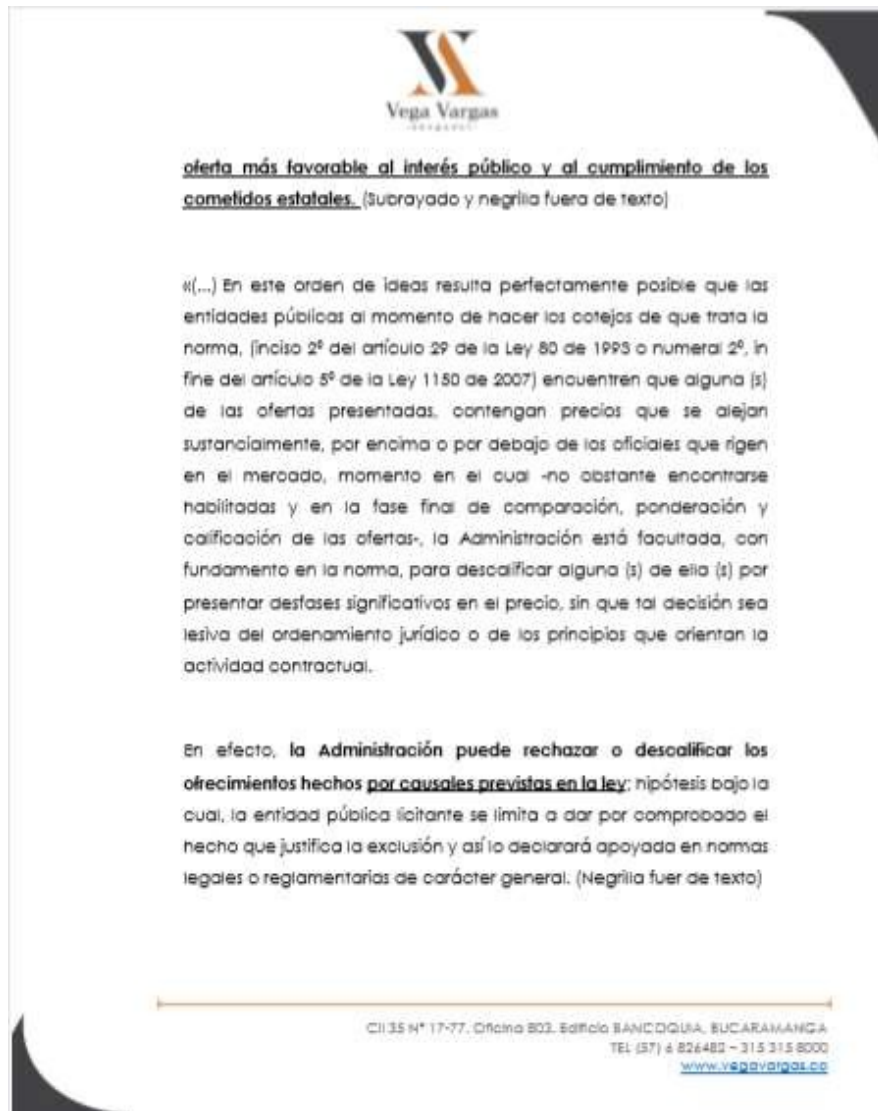 Vega Vargas
oferta más favorable al interés público y al cumplimiento de los
cometidos estatales. (Subrayado y negrilla fuera de texto)
«(...) En este orden de ideas resulta perfectamente posible que las
entidades públicas al momento de hacer los cotejos de que trata la
norma, (inciso 2º del artículo 29 de la Ley 80 de 1993 o numeral 2º, in
fine del artículo 5º de la Ley 1150 de 2007) encuentren que alguna (s)
de las ofertas presentadas, contengan precios que se alejan
sustancialmente, por encima o por debajo de los oficiales que rigen
en el mercado, momento en el cual -no obstante encontrarse
habilitadas y en la fase final de comparación, ponderación y
calificación de las ofertas-, la Administración está facultada, con
fundamento en la norma, para descalificar alguna (s) de ella (s) por
presentar desfases significativos en el precio, sin que tal decisión sea
lesiva del ordenamiento jurídico o de los principios que orientan la
actividad contractual.
En efecto, la Administración puede rechazar o descalificar los
ofrecimientos hechos por causales previstas en la ley; hipótesis bajo la
cual, la entidad pública licitante se limita a dar por comprobado el
hecho que justifica la exclusión y así lo declarará apoyada en normas
legales o reglamentarias de carácter general. (Negrilla fuer de texto)
Cll 35 Nº 17-77. Oficina 803. Edificio BANCOQUIA, BUCARAMANGA
TEL (57) 6 826482 – 315 315 8000
www.vegavargas.co